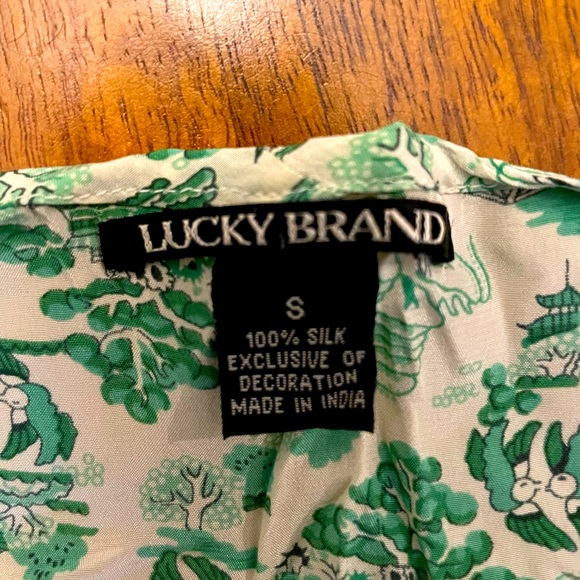 LUCKY BRAND
S
100% SILK
EXCLUSIVE OF
DECORATION
MADE IN INDIA